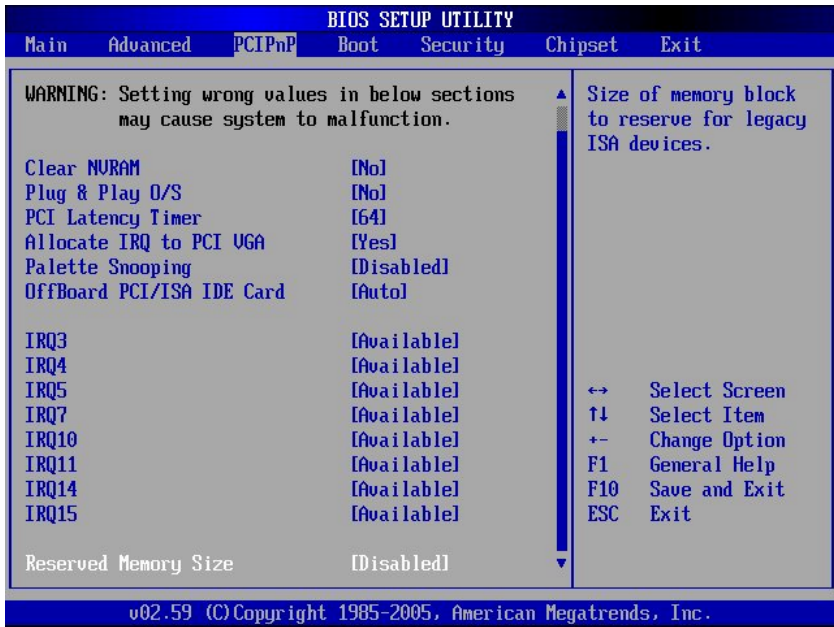 BIOS SETUP UTILITY
Main Advanced PCIPnP Boot Security Chipset Exit
WARNING: Setting wrong values in below sections
may cause system to malfunction.
Clear NVRAM [No]
Plug & Play O/S [No]
PCI Latency Timer [64]
Allocate IRQ to PCI VGA [Yes]
Palette Snooping [Disabled]
OffBoard PCI/ISA IDE Card [Auto]
IRQ3 [Available]
IRQ4 [Available]
IRQ5 [Available]
IRQ7 [Available]
IRQ10 [Available]
IRQ11 [Available]
IRQ14 [Available]
IRQ15 [Available]
Reserved Memory Size [Disabled]
Size of memory block
to reserve for legacy
ISA devices.
↔ Select Screen
↑↓ Select Item
+- Change Option
F1 General Help
F10 Save and Exit
ESC Exit
v02.59 (C)Copyright 1985-2005, American Megatrends, Inc.